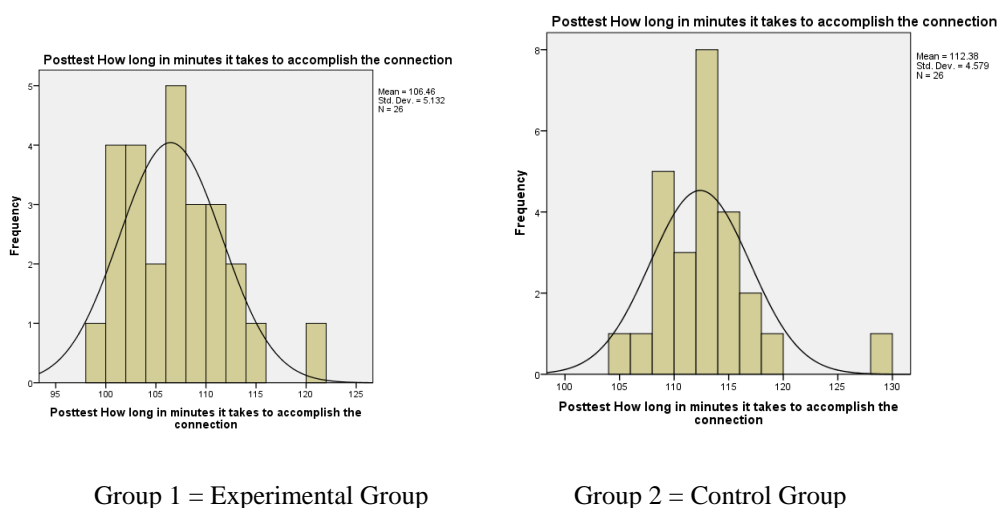 Posttest How long in minutes it takes to accomplish the connection
Mean = 106.46
Std. Dev. = 5.132
N = 26
Frequency
5
4
3
2
1
0
95 100 105 110 115 120 125
Posttest How long in minutes it takes to accomplish the
connection
Posttest How long in minutes it takes to accomplish the connection
Mean = 112.38
Std. Dev. = 4.579
N = 26
Frequency
8
6
4
2
0
100 105 110 115 120 125 130
Posttest How long in minutes it takes to accomplish the
connection
Group 1 = Experimental Group
Group 2 = Control Group